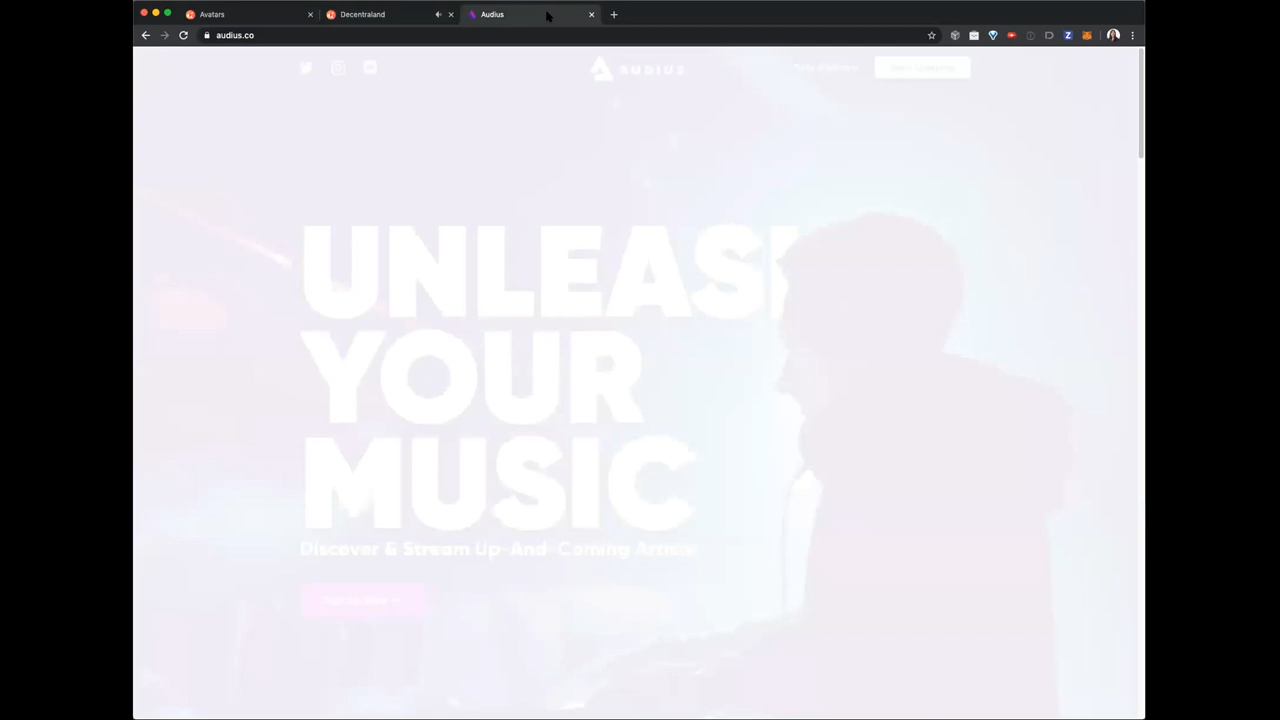 Avatars
Decentraland
Audius
audius.co
AUDIUS
UNLEAS
YOUR
MUSIC
Discover & Stream Up-And-Coming Artists